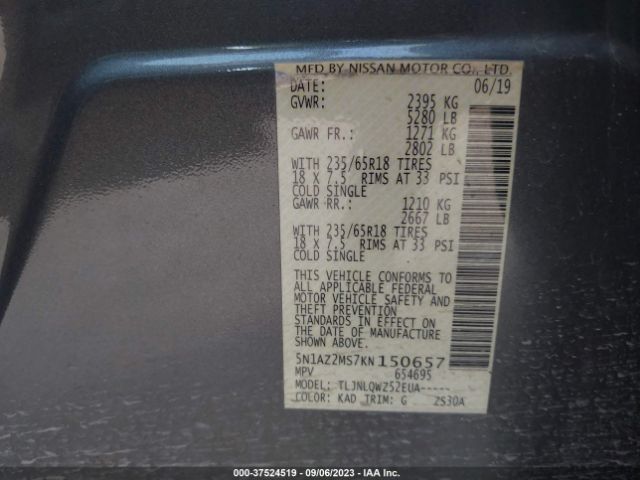 MFD BY NISSAN MOTOR CO., LTD.
DATE: 06/19
GVWR: 2395 KG
5280 LB
GAWR FR.: 1271 KG
2802 LB
WITH 235/65R18 TIRES
18 X 7.5 RIMS AT 33 PSI
COLD SINGLE
GAWR RR.: 1210 KG
2667 LB
WITH 235/65R18 TIRES
18 X 7.5 RIMS AT 33 PSI
COLD SINGLE
THIS VEHICLE CONFORMS TO
ALL APPLICABLE FEDERAL
MOTOR VEHICLE SAFETY AND
THEFT PREVENTION
STANDARDS IN EFFECT ON
THE DATE OF MANUFACTURE
SHOWN ABOVE.
5N1AZ2MS7KN150657
MPV 654695
MODEL: TLJNLQWZ52EUA-----
COLOR: KAD TRIM: G 2S30A
000-37524519 - 09/06/2023 - IAA Inc.